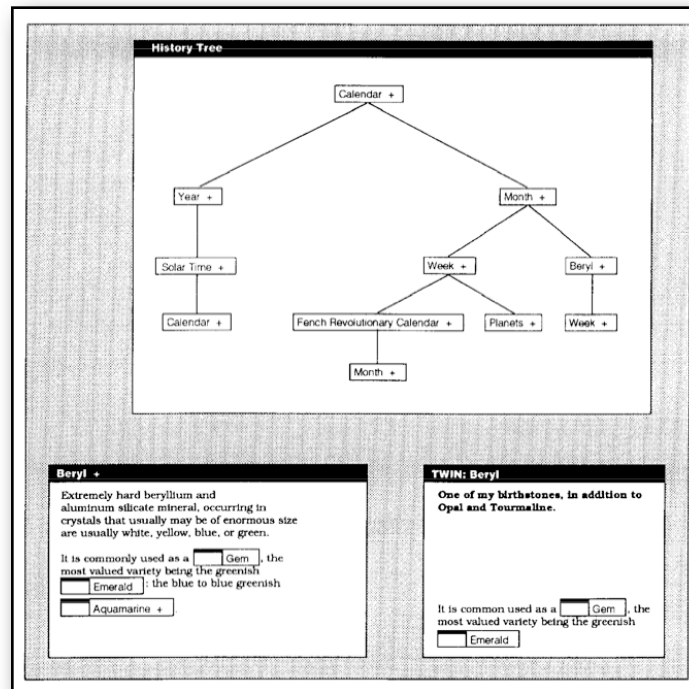 History Tree
Calendar +
Year +
Month +
Solar Time +
Week +
Beryl +
Calendar +
Fench Revolutionary Calendar +
Planets +
Week +
Month +
Beryl +
Extremely hard beryllium and
aluminum silicate mineral, occurring in
crystals that usually may be of enormous size
are usually white, yellow, blue, or green.
It is commonly used as a Gem, the
most valued variety being the greenish
Emerald : the blue to blue greenish
Aquamarine + .
TWIN: Beryl
One of my birthstones, in addition to
Opal and Tourmaline.
It is common used as a Gem , the
most valued variety being the greenish
Emerald